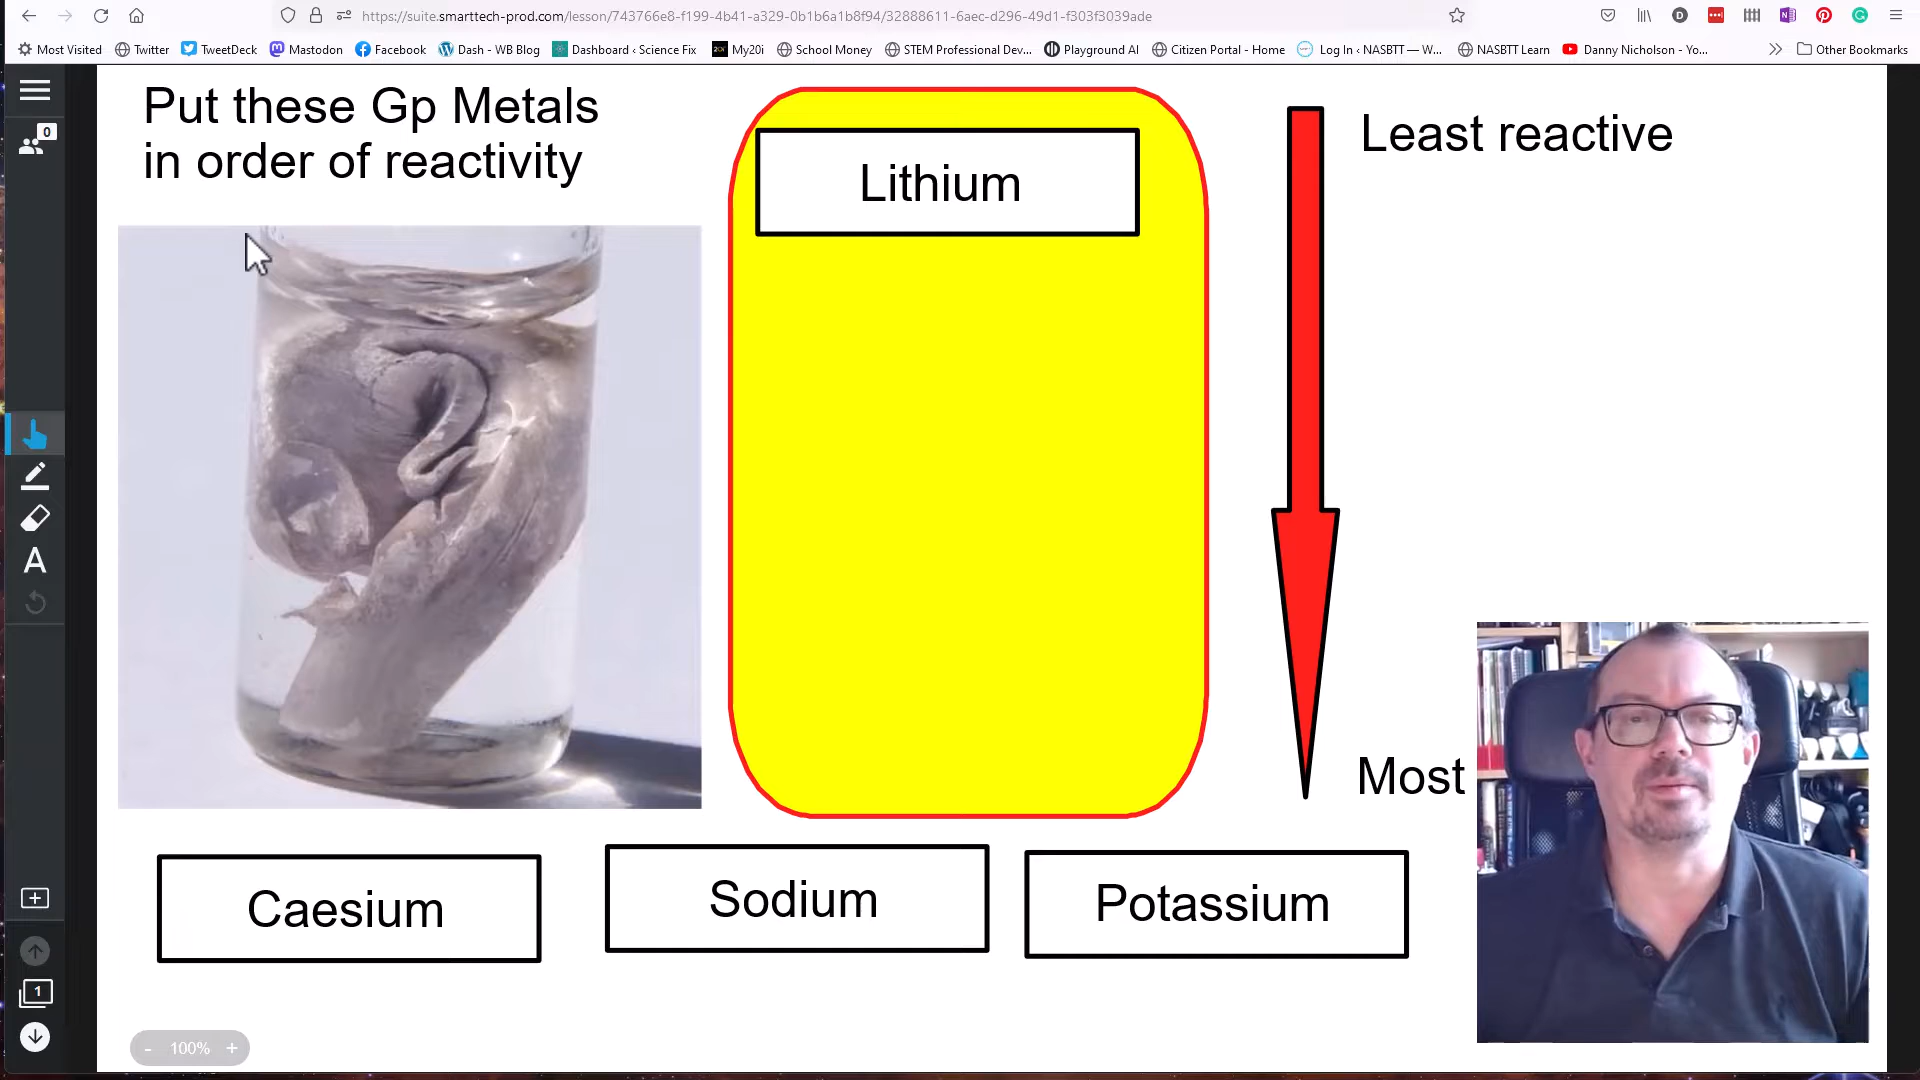 https://suite.smarttech-prod.com/lesson/743766e8-f199-4b41-a329-0b1b6a1b8f94/32888611-6aec-d296-49d1-f303f3039ade
Most Visited Twitter TweetDeck Mastodon Facebook Dash - WB Blog Dashboard ‹ Science Fix My20i School Money STEM Professional Dev... Playground AI Citizen Portal - Home Log In ‹ NASBTT — W... NASBTT Learn Danny Nicholson - Yo... Other Bookmarks
0
Put these Gp Metals
in order of reactivity
Lithium
Least reactive
Most
Caesium
Sodium
Potassium
A
1
- 100% +